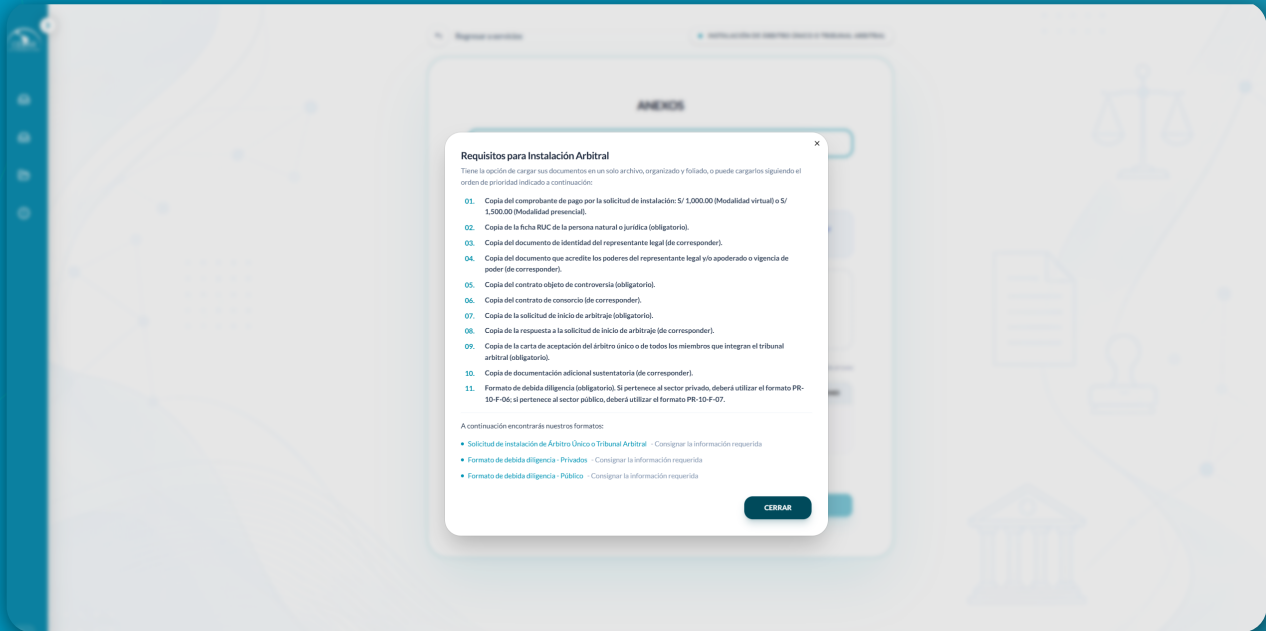 Regresar a servicios
INSTALACIÓN DE ÁRBITRO ÚNICO O TRIBUNAL ARBITRAL
ANEXOS
Requisitos para Instalación Arbitral
Tiene la opción de cargar sus documentos en un solo archivo, organizado y foliado, o puede cargarlos siguiendo el
orden de prioridad indicado a continuación:
01. Copia del comprobante de pago por la solicitud de instalación: S/ 1,000.00 (Modalidad virtual) o S/
1,500.00 (Modalidad presencial).
02. Copia de la ficha RUC de la persona natural o jurídica (obligatorio).
03. Copia del documento de identidad del representante legal (de corresponder).
04. Copia del documento que acredite los poderes del representante legal y/o apoderado o vigencia de
poder (de corresponder).
05. Copia del contrato objeto de controversia (obligatorio).
06. Copia del contrato de consorcio (de corresponder).
07. Copia de la solicitud de inicio de arbitraje (obligatorio).
08. Copia de la respuesta a la solicitud de inicio de arbitraje (de corresponder).
09. Copia de la carta de aceptación del árbitro único o de todos los miembros que integran el tribunal
arbitral (obligatorio).
10. Copia de documentación adicional sustentatoria (de corresponder).
11. Formato de debida diligencia (obligatorio). Si pertenece al sector privado, deberá utilizar el formato PR-
10-F-06; si pertenece al sector público, deberá utilizar el formato PR-10-F-07.
A continuación encontrarás nuestros formatos:
• Solicitud de instalación de Árbitro Único o Tribunal Arbitral - Consignar la información requerida
• Formato de debida diligencia - Privados - Consignar la información requerida
• Formato de debida diligencia - Público - Consignar la información requerida
CERRAR